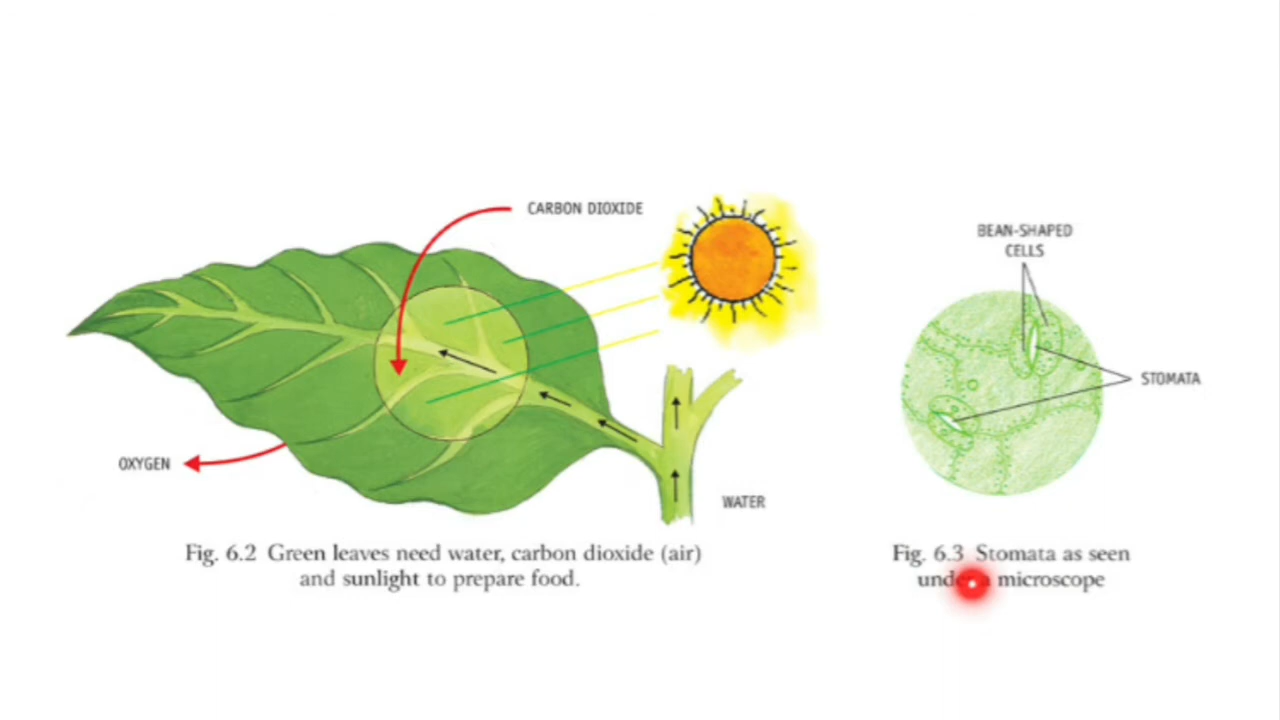 CARBON DIOXIDE
OXYGEN
WATER
Fig. 6.2 Green leaves need water, carbon dioxide (air)
and sunlight to prepare food.
BEAN-SHAPED
CELLS
STOMATA
Fig. 6.3 Stomata as seen
under a microscope